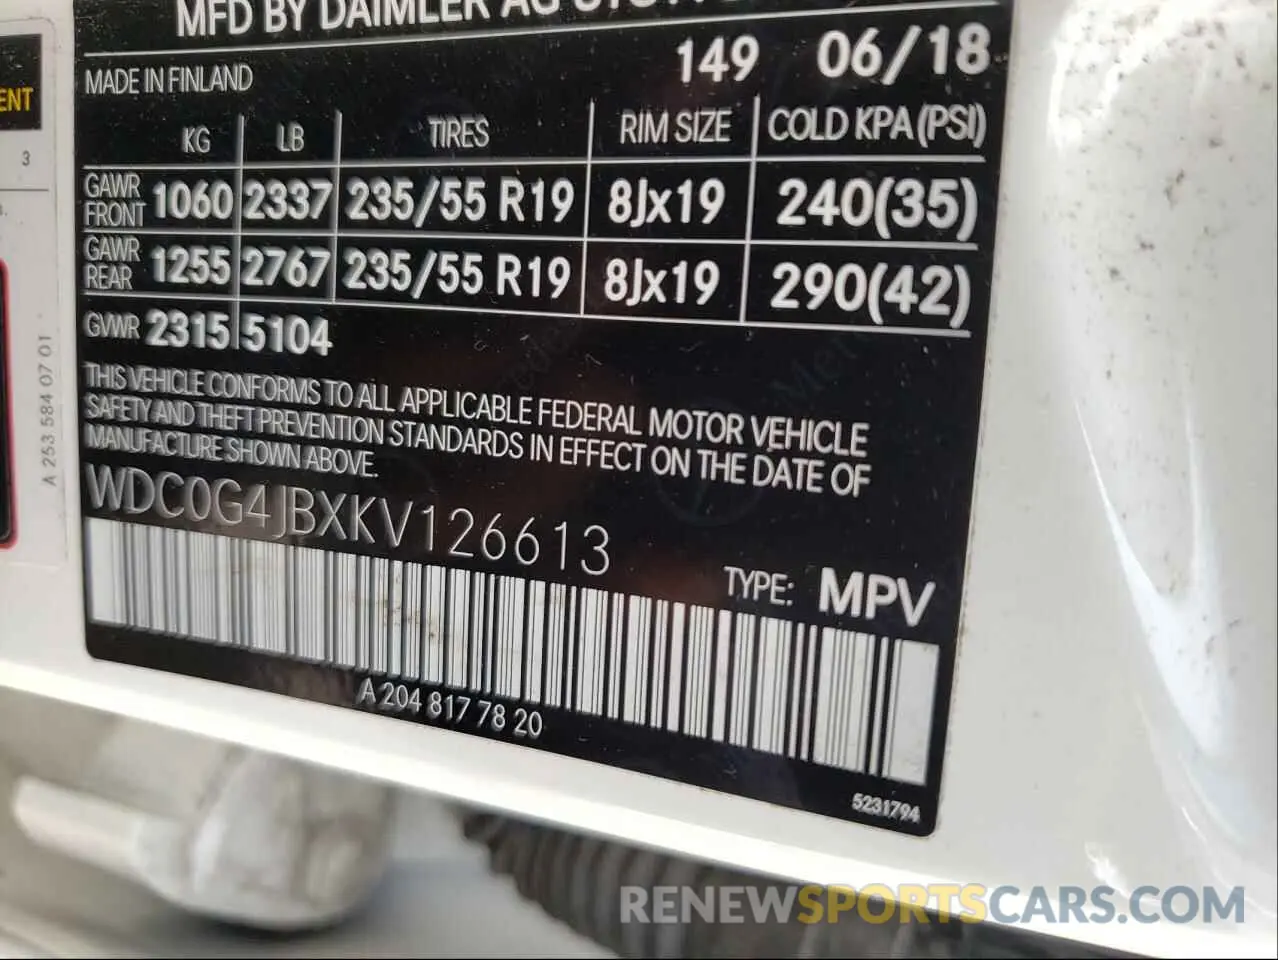 MFD BY DAIMLER AG
149 06/18
MADE IN FINLAND
KG LB TIRES RIM SIZE COLD KPA (PSI)
GAWR FRONT 1060 2337 235/55 R19 8Jx19 240(35)
GAWR REAR 1255 2767 235/55 R19 8Jx19 290(42)
GVWR 2315 5104
THIS VEHICLE CONFORMS TO ALL APPLICABLE FEDERAL MOTOR VEHICLE
SAFETY AND THEFT PREVENTION STANDARDS IN EFFECT ON THE DATE OF
MANUFACTURE SHOWN ABOVE.
WDC0G4JBXKV126613
TYPE: MPV
A 204 817 78 20
5231794
ENT
3
A 253 584 07 01
RENEWSPORTSCARS.COM